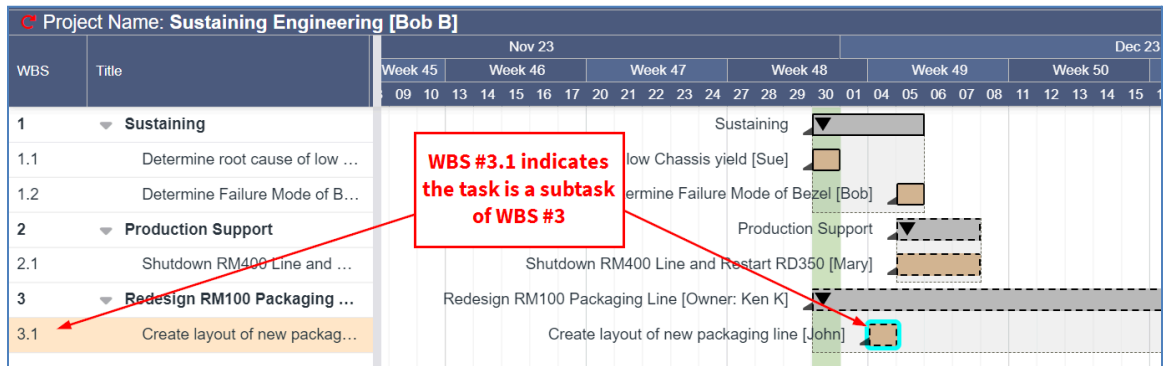 Project Name: Sustaining Engineering [Bob B]
Nov 23
Dec 23
WBS
Title
Week 45 Week 46 Week 47 Week 48 Week 49 Week 50
09 10 13 14 15 16 17 20 21 22 23 24 27 28 29 30 01 04 05 06 07 08 11 12 13 14 15
1 Sustaining Sustaining
1.1 Determine root cause of low ... low Chassis yield [Sue]
1.2 Determine Failure Mode of B... ermine Failure Mode of Bezel [Bob]
WBS #3.1 indicates
the task is a subtask
of WBS #3
2 Production Support Production Support
2.1 Shutdown RM400 Line and ... Shutdown RM400 Line and Restart RD350 [Mary]
3 Redesign RM100 Packaging ... Redesign RM100 Packaging Line [Owner: Ken K]
3.1 Create layout of new packag... Create layout of new packaging line [John]